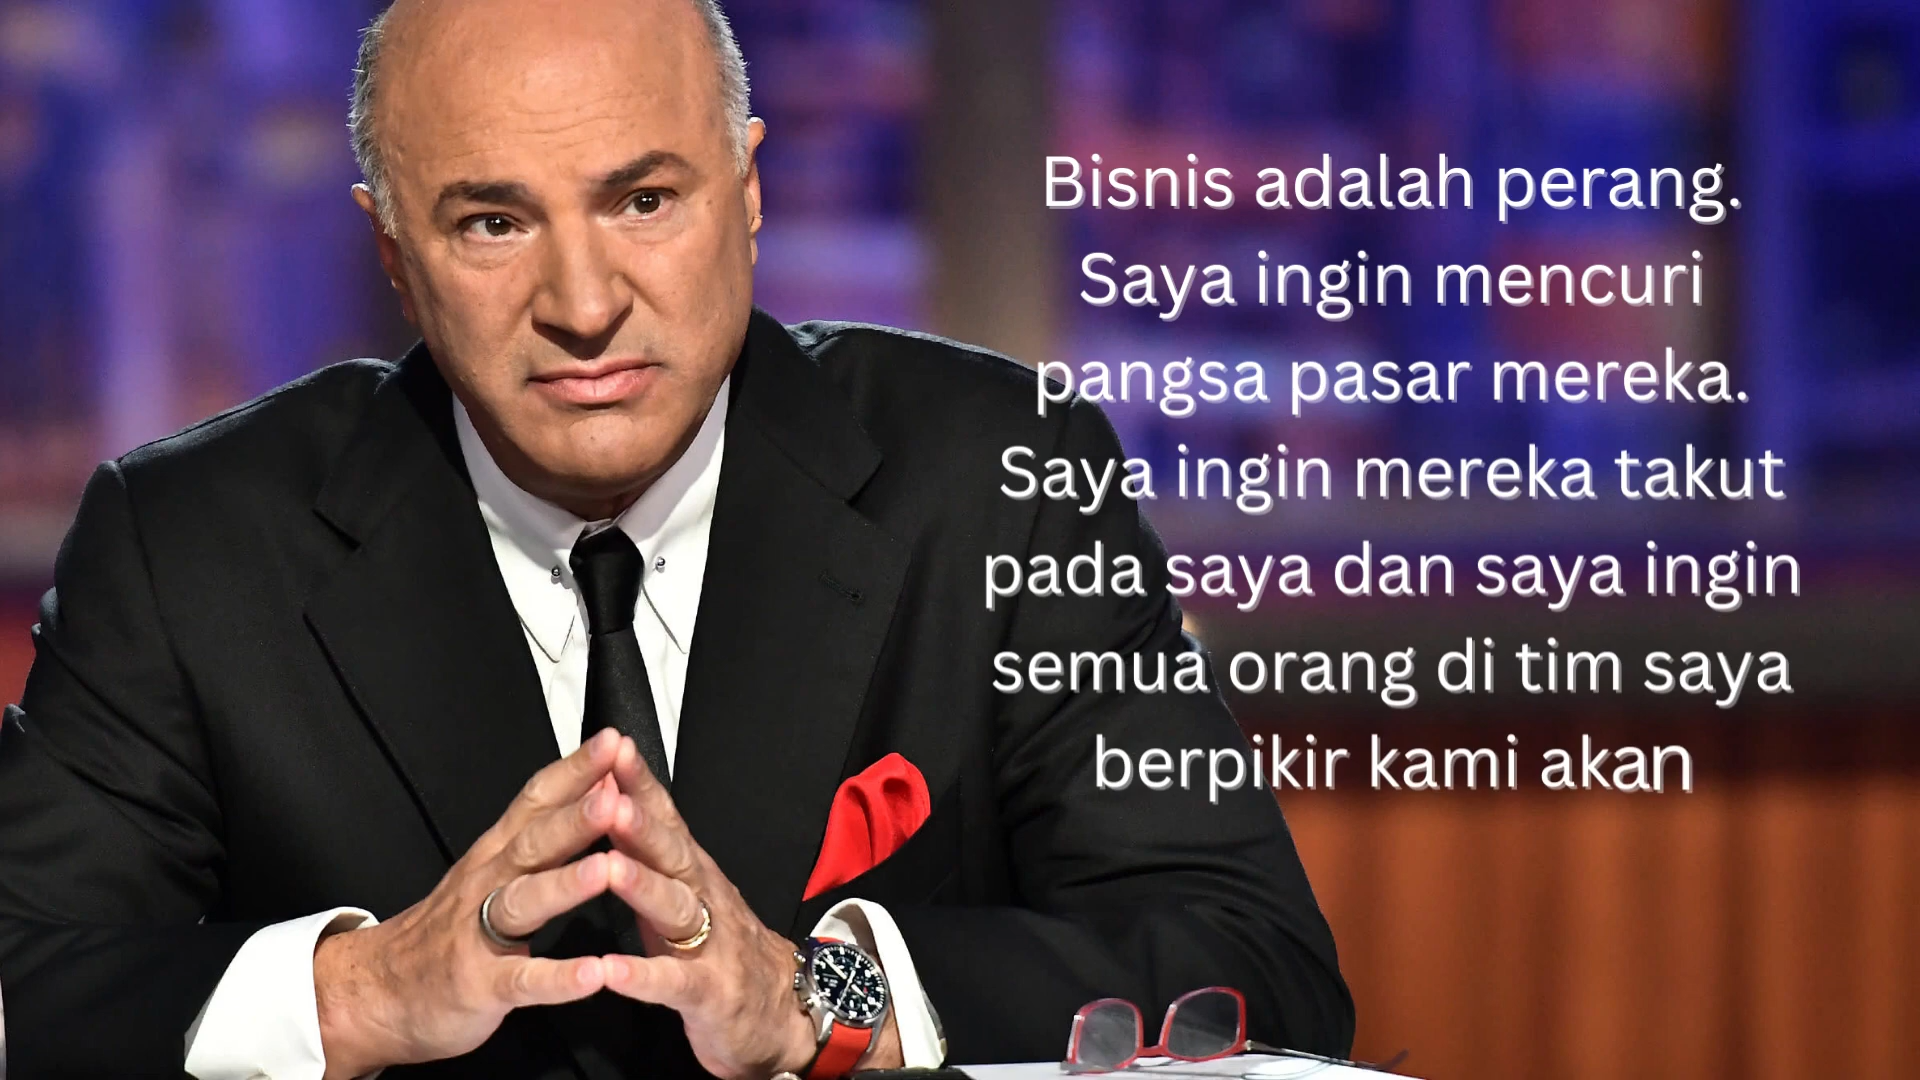 Bisnis adalah perang.
Saya ingin mencuri
pangsa pasar mereka.
Saya ingin mereka takut
pada saya dan saya ingin
semua orang di tim saya
berpikir kami akan